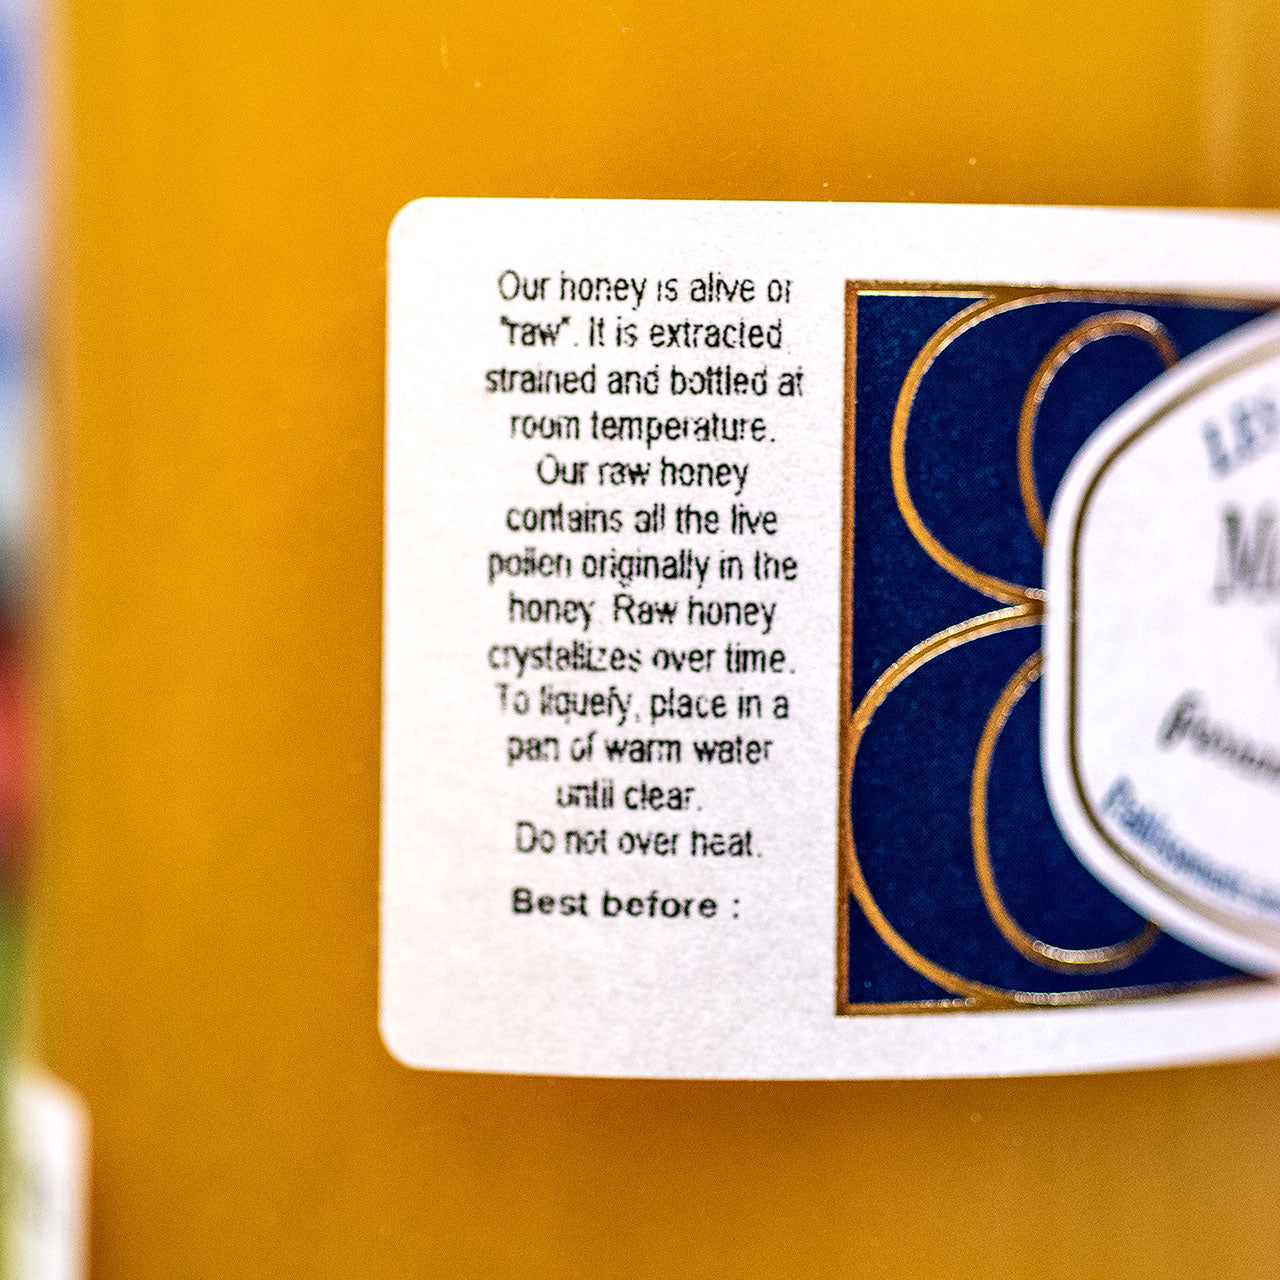 Our honey is alive or
"raw". It is extracted,
strained and bottled at
room temperature.
Our raw honey
contains all the live
pollen originally in the
honey. Raw honey
crystallizes over time.
To liquefy, place in a
pan of warm water
until clear.
Do not over heat.
Best before :